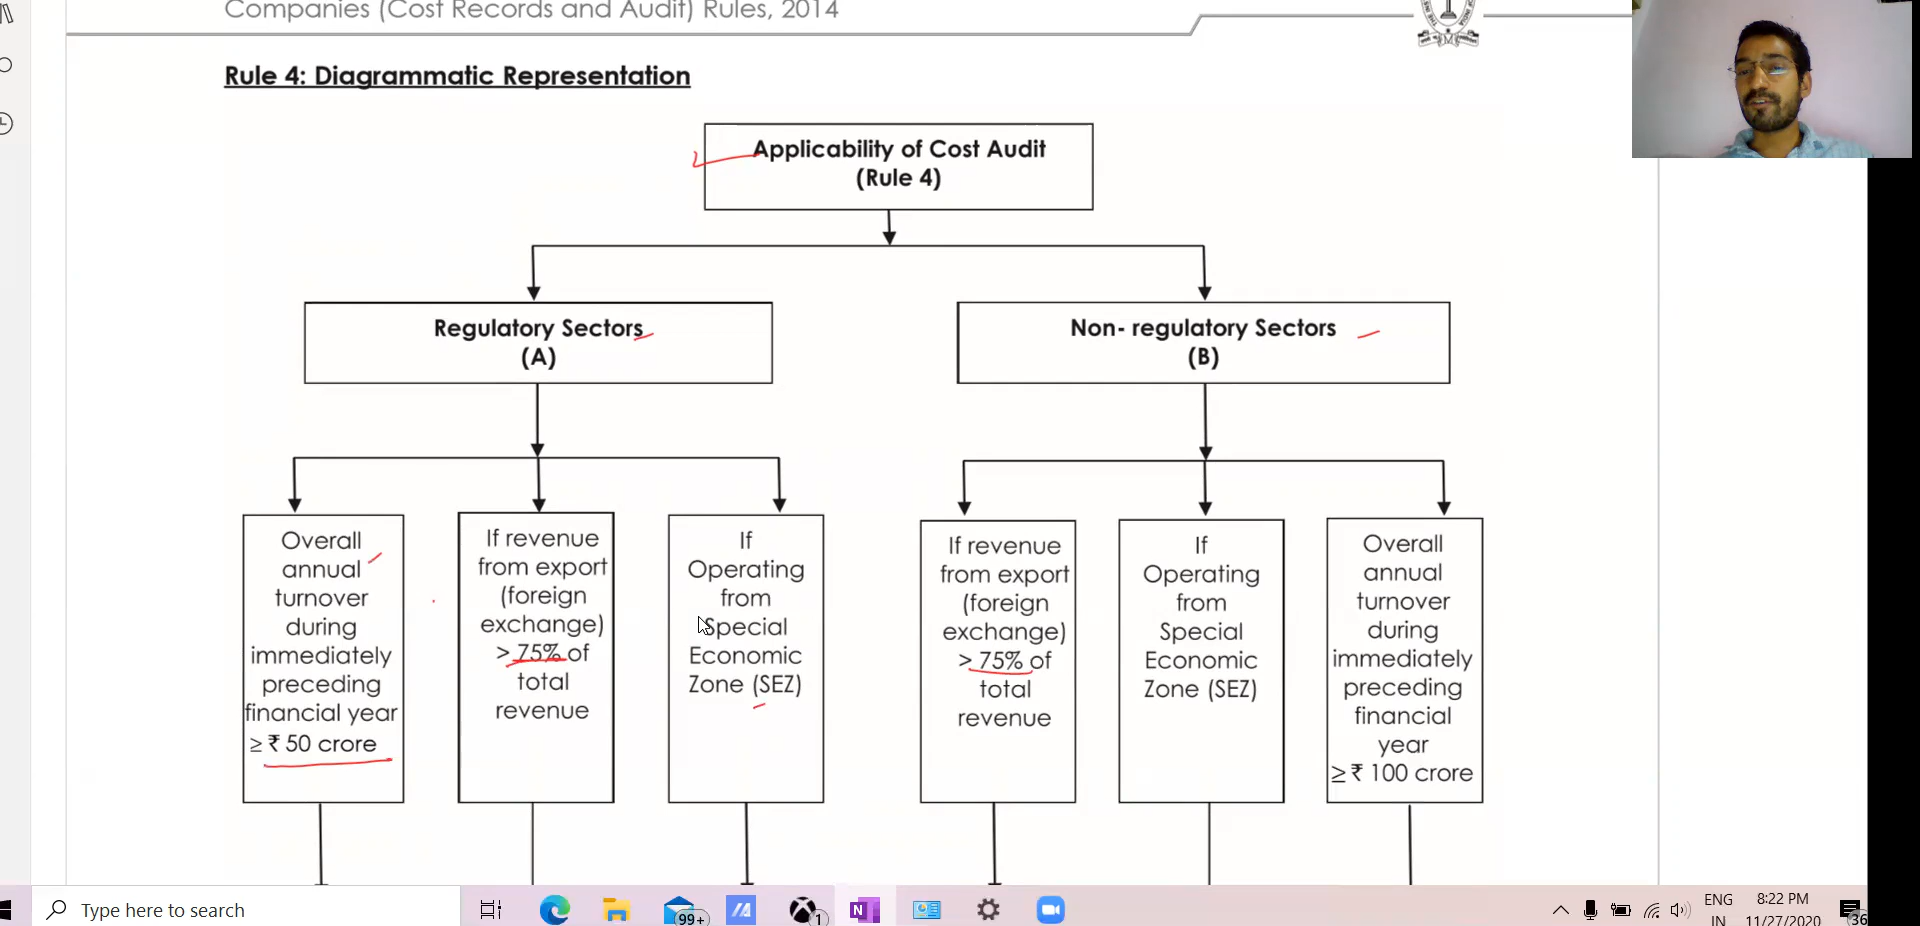 Companies (Cost Records and Audit) Rules, 2014
Rule 4: Diagrammatic Representation
Applicability of Cost Audit
(Rule 4)
Regulatory Sectors
(A)
Non- regulatory Sectors
(B)
Overall
annual
turnover
during
immediately
preceding
financial year
≥ ₹ 50 crore
If revenue
from export
(foreign
exchange)
> 75% of
total
revenue
If
Operating
from
Special
Economic
Zone (SEZ)
If revenue
from export
(foreign
exchange)
> 75% of
total
revenue
If
Operating
from
Special
Economic
Zone (SEZ)
Overall
annual
turnover
during
immediately
preceding
financial
year
≥ ₹ 100 crore
Type here to search
99+
1
ENG
IN
8:22 PM
11/27/2020
36